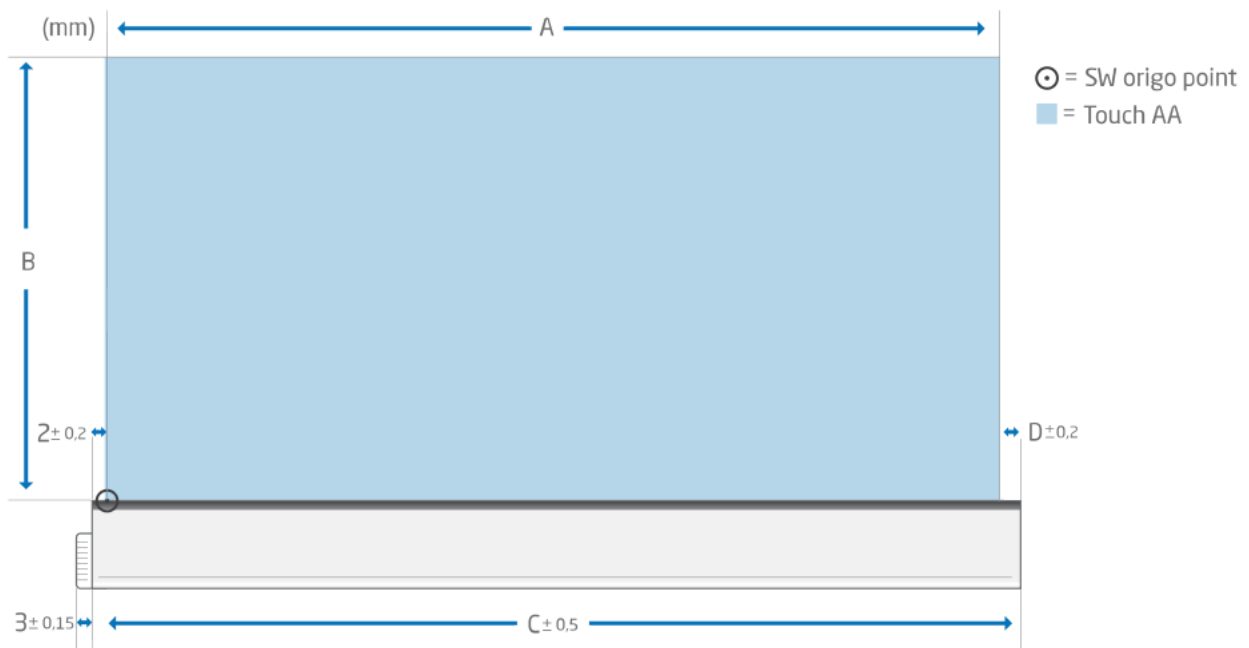 (mm)
A
= SW origo point
= Touch AA
B
2± 0,2
D±0,2
3± 0,15
C± 0,5